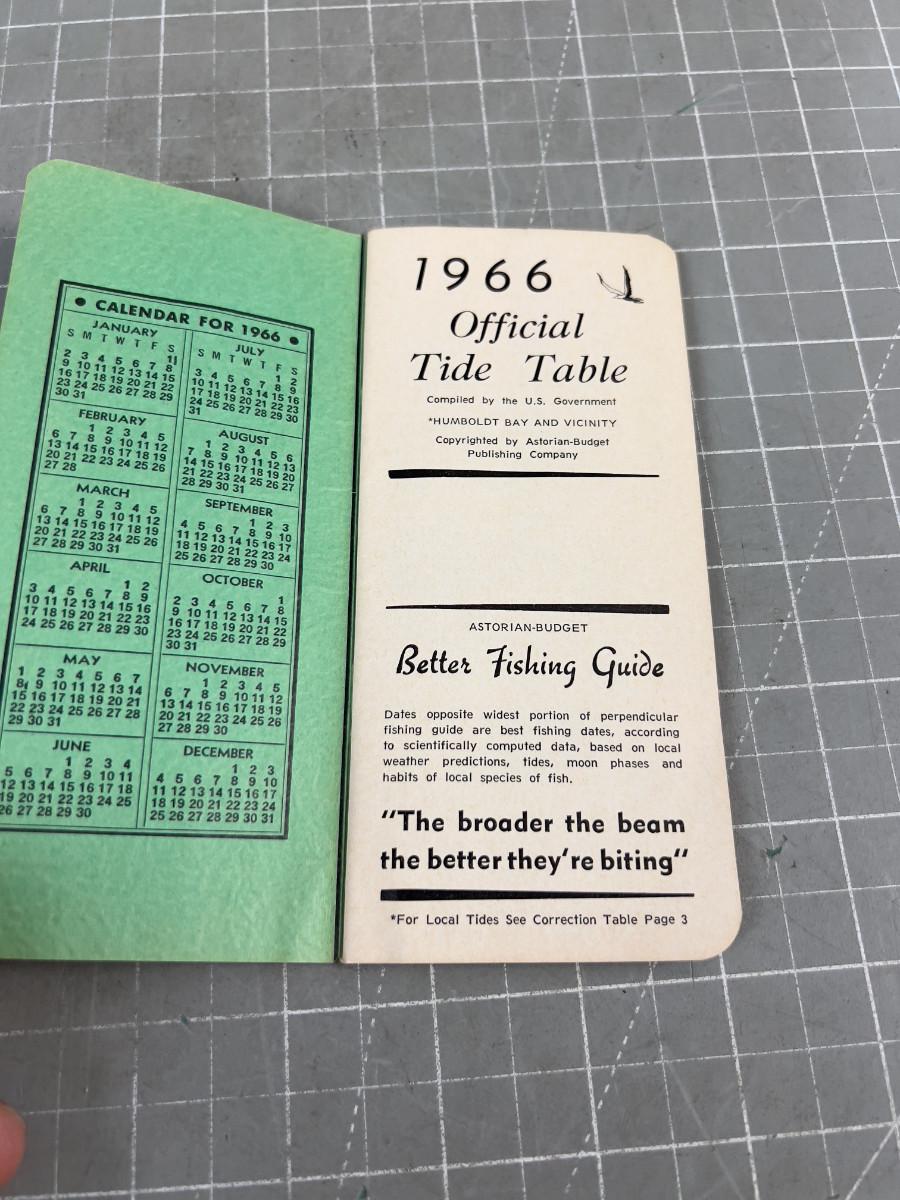 • CALENDAR FOR 1966 •
JANUARY
S M T W T F S
11
2 3 4 5 6 7 8
9 10 11 12 13 14 15
16 17 18 19 20 21 22
23 24 25 26 27 28 29
30 31
FEBRUARY
1 2 3 4 5
6 7 8 9 10 11 12
13 14 15 16 17 18 19
20 21 22 23 24 25 26
27 28
MARCH
1 2 3 4 5
6 7 8 9 10 11 12
13 14 15 16 17 18 19
20 21 22 23 24 25 26
27 28 29 30 31
APRIL
1 2
3 4 5 6 7 8 9
10 11 12 13 14 15 16
17 18 19 20 21 22 23
24 25 26 27 28 29 30
MAY
1 2 3 4 5 6 7
8 9 10 11 12 13 14
15 16 17 18 19 20 21
22 23 24 25 26 27 28
29 30 31
JUNE
1 2 3 4
5 6 7 8 9 10 11
12 13 14 15 16 17 18
19 20 21 22 23 24 25
26 27 28 29 30
JULY
S M T W T F S
1 2
3 4 5 6 7 8 9
10 11 12 13 14 15 16
17 18 19 20 21 22 23
24 25 26 27 28 29 30
31
AUGUST
1 2 3 4 5 6
7 8 9 10 11 12 13
14 15 16 17 18 19 20
21 22 23 24 25 26 27
28 29 30 31
SEPTEMBER
1 2 3
4 5 6 7 8 9 10
11 12 13 14 15 16 17
18 19 20 21 22 23 24
25 26 27 28 29 30
OCTOBER
1
2 3 4 5 6 7 8
9 10 11 12 13 14 15
16 17 18 19 20 21 22
23 24 25 26 27 28 29
30 31
NOVEMBER
1 2 3 4 5
6 7 8 9 10 11 12
13 14 15 16 17 18 19
20 21 22 23 24 25 26
27 28 29 30
DECEMBER
1 2 3
4 5 6 7 8 9 10
11 12 13 14 15 16 17
18 19 20 21 22 23 24
25 26 27 28 29 30 31
1966
Official
Tide Table
Compiled by the U.S. Government
*HUMBOLDT BAY AND VICINITY
Copyrighted by Astorian-Budget
Publishing Company
ASTORIAN-BUDGET
Better Fishing Guide
Dates opposite widest portion of perpendicular
fishing guide are best fishing dates, according
to scientifically computed data, based on local
weather predictions, tides, moon phases and
habits of local species of fish.
"The broader the beam
the better they're biting"
*For Local Tides See Correction Table Page 3